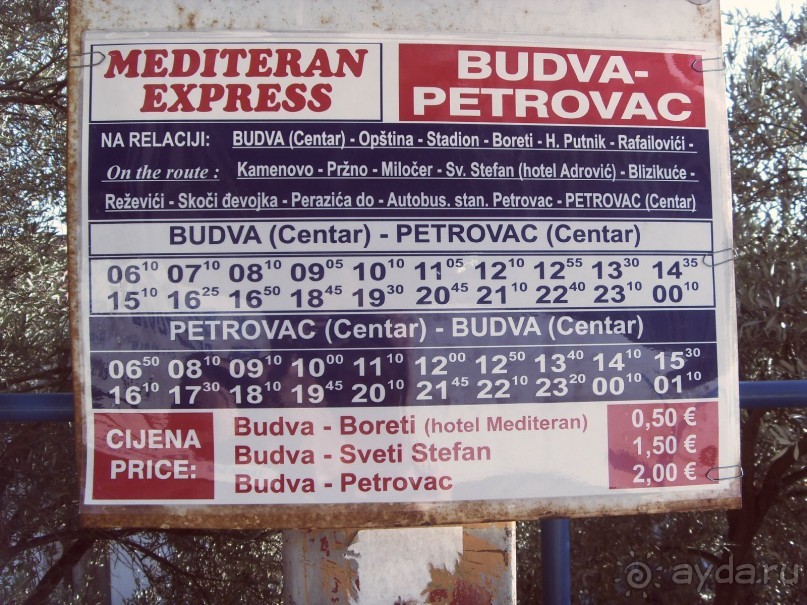 MEDITERAN
EXPRESS
BUDVA-
PETROVAC
NA RELACIJI: BUDVA (Centar) - Opština - Stadion - Boreti - H. Putnik - Rafailovići -
On the route : Kamenovo - Pržno - Miločer - Sv. Stefan (hotel Adrović) - Blizikuće -
Reževići - Skoči đevojka - Perazića do - Autobus. stan. Petrovac - PETROVAC (Centar)
BUDVA (Centar) - PETROVAC (Centar)
06¹⁰ 07¹⁰ 08¹⁰ 09⁰⁵ 10¹⁰ 11⁰⁵ 12¹⁰ 12⁵⁵ 13³⁰ 14³⁵
15¹⁰ 16²⁵ 16⁵⁰ 18⁴⁵ 19³⁰ 20⁴⁵ 21¹⁰ 22⁴⁰ 23¹⁰ 00¹⁰
PETROVAC (Centar) - BUDVA (Centar)
06⁵⁰ 08¹⁰ 09¹⁰ 10⁰⁰ 11¹⁰ 12⁰⁰ 12⁵⁰ 13⁴⁰ 14¹⁰ 15³⁰
16¹⁰ 17³⁰ 18¹⁰ 19⁴⁵ 20¹⁰ 21⁴⁵ 22¹⁰ 23²⁰ 00¹⁰ 01¹⁰
CIJENA
PRICE:
Budva - Boreti (hotel Mediteran) 0,50 €
Budva - Sveti Stefan 1,50 €
Budva - Petrovac 2,00 €
ayda.ru